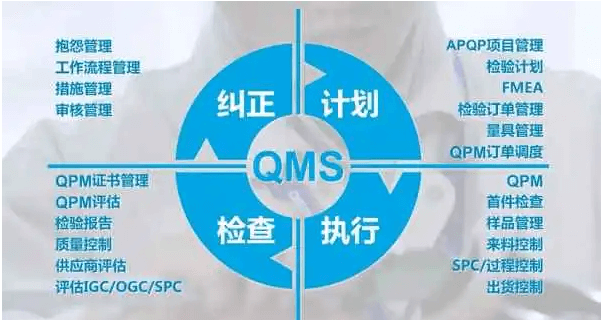 抱怨管理
工作流程管理
措施管理
审核管理
纠正
计划
APQP项目管理
检验计划
FMEA
检验订单管理
量具管理
QPM订单调度
QMS
QPM证书管理
QPM评估
检验报告
质量控制
供应商评估
评估IGC/OGC/SPC
检查
执行
QPM
首件检查
样品管理
来料控制
SPC/过程控制
出货控制